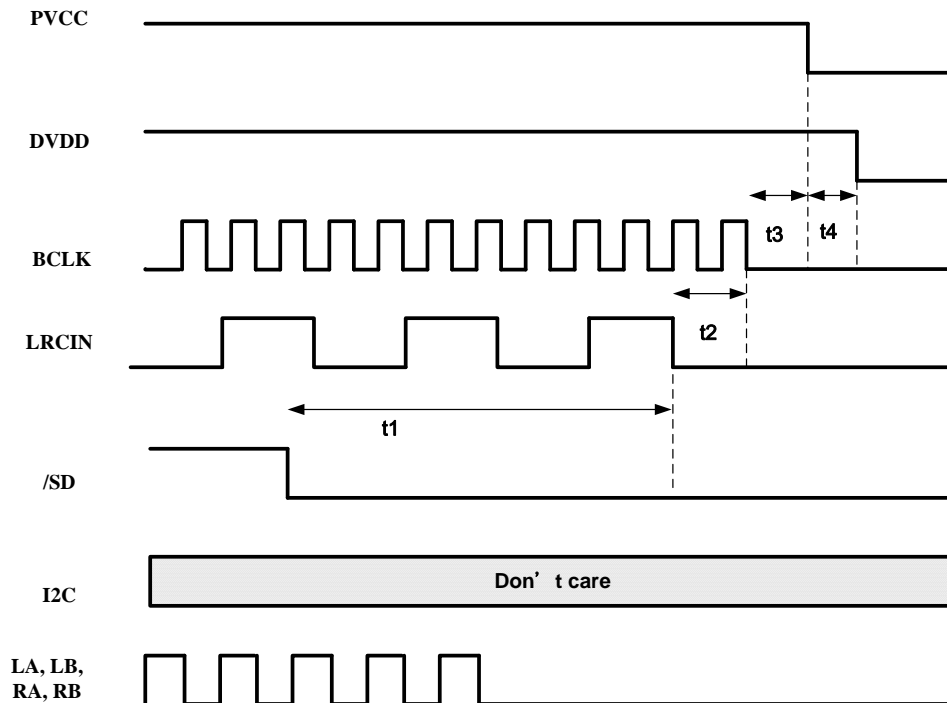 PVCC
DVDD
t3
t4
BCLK
t2
LRCIN
t1
/SD
Don’ t care
I2C
LA, LB,
RA, RB